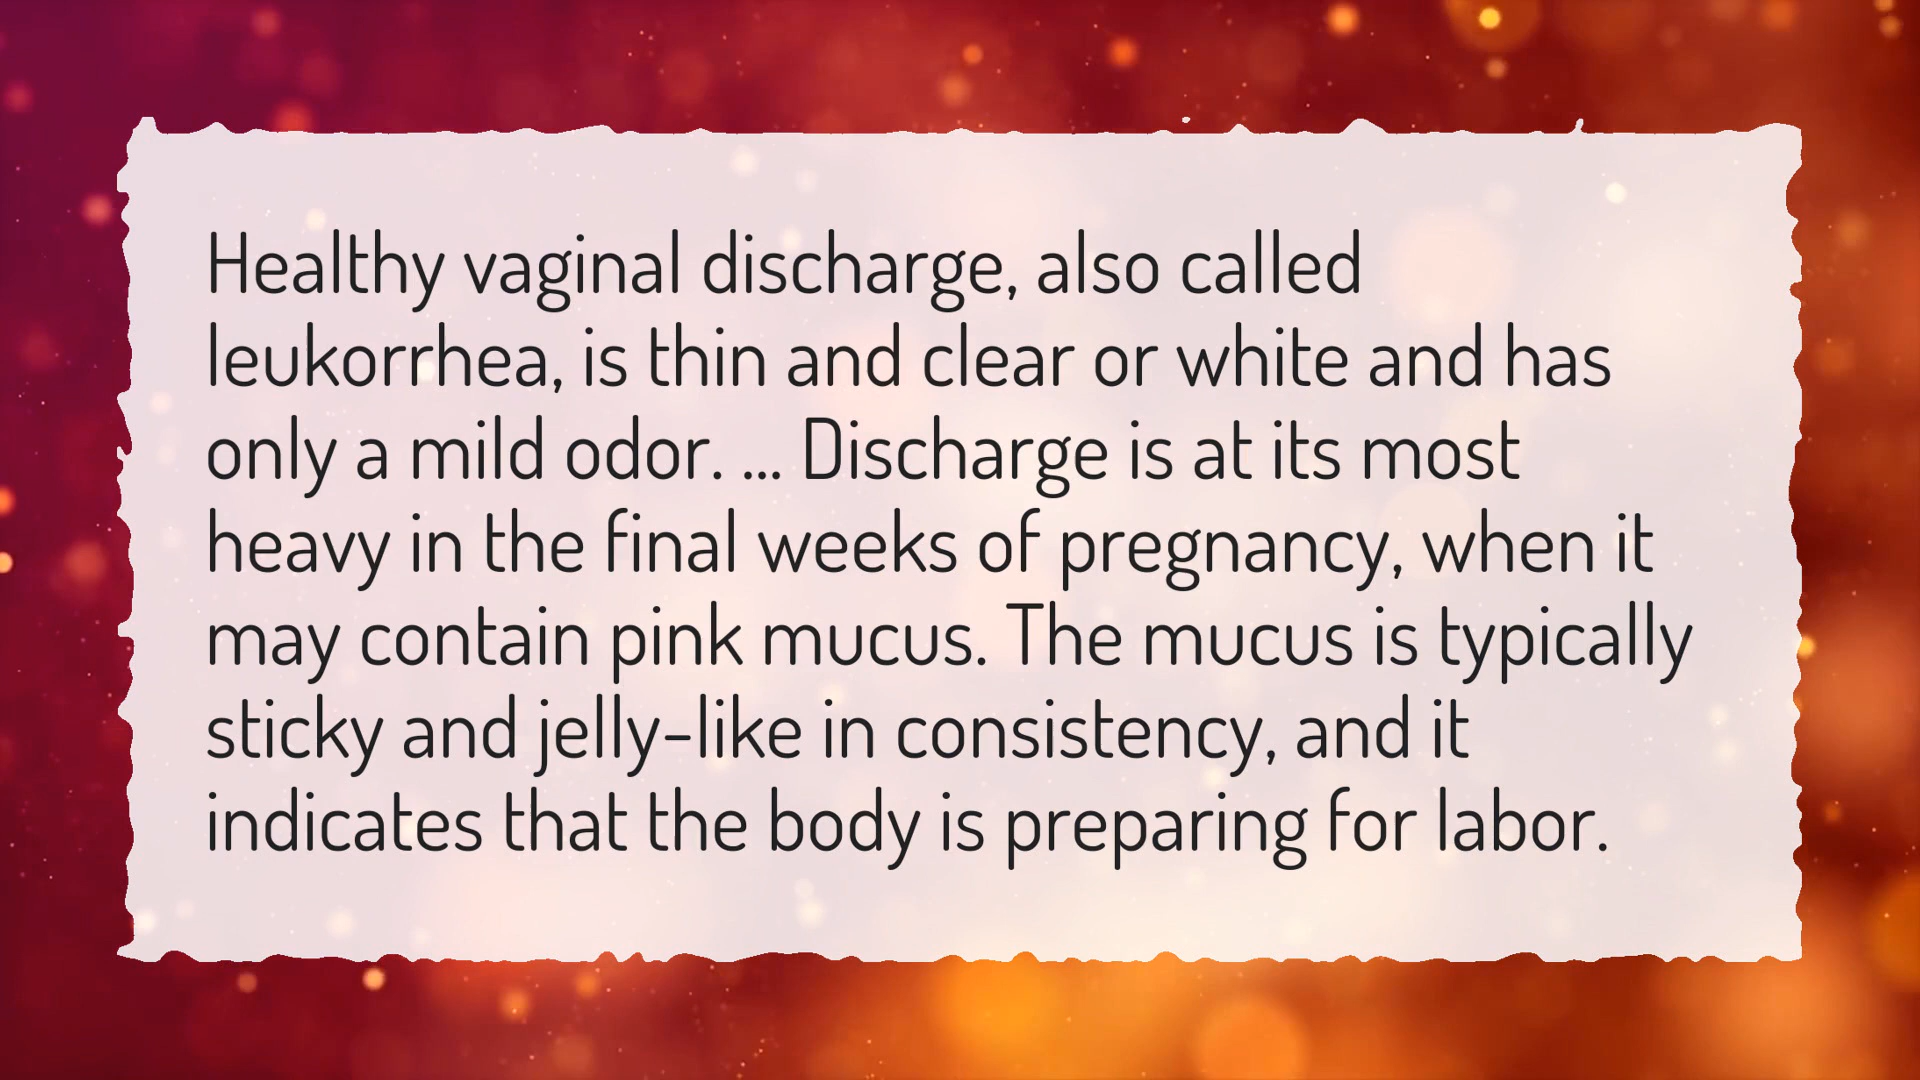 Healthy vaginal discharge, also called
leukorrhea, is thin and clear or white and has
only a mild odor. ... Discharge is at its most
heavy in the final weeks of pregnancy, when it
may contain pink mucus. The mucus is typically
sticky and jelly-like in consistency, and it
indicates that the body is preparing for labor.